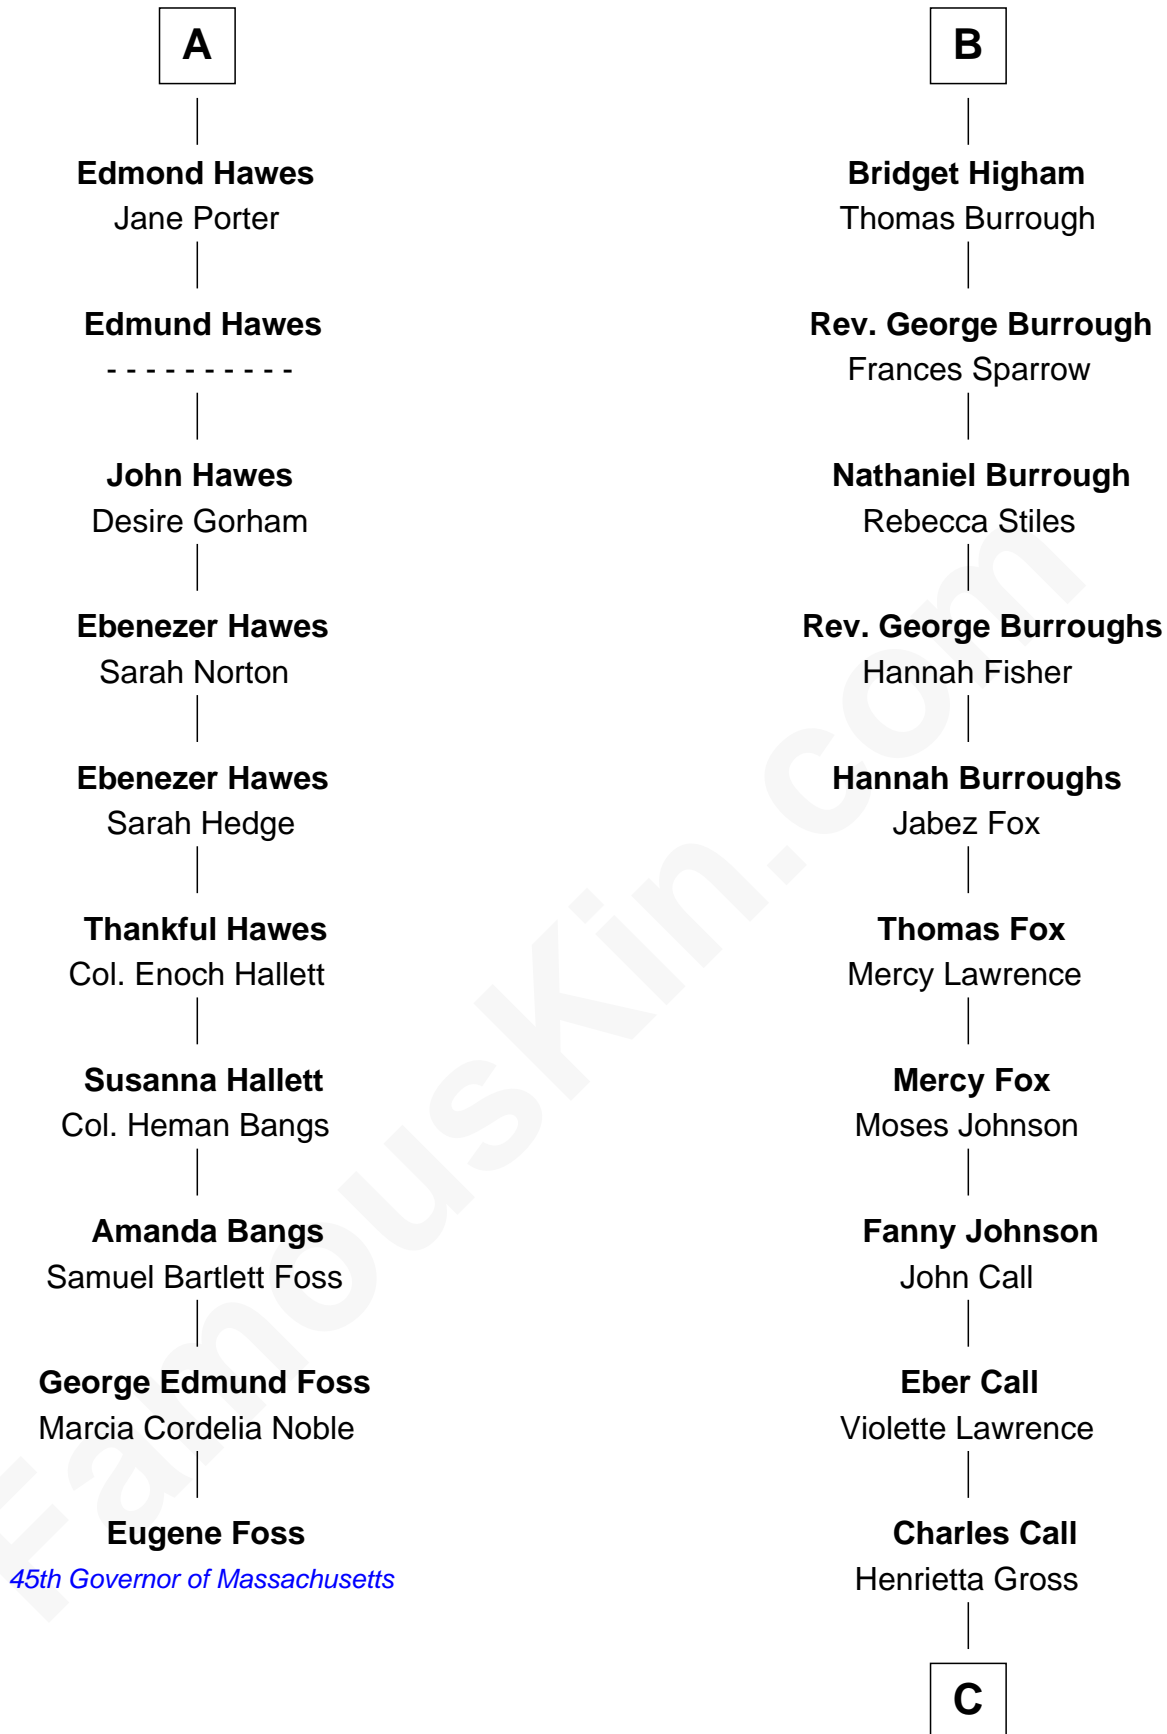 A
Edmond Hawes
Jane Porter
Edmund Hawes
- - - - - - - - - -
John Hawes
Desire Gorham
Ebenezer Hawes
Sarah Norton
Ebenezer Hawes
Sarah Hedge
Thankful Hawes
Col. Enoch Hallett
Susanna Hallett
Col. Heman Bangs
Amanda Bangs
Samuel Bartlett Foss
George Edmund Foss
Marcia Cordelia Noble
Eugene Foss
45th Governor of Massachusetts
B
Bridget Higham
Thomas Burrough
Rev. George Burrough
Frances Sparrow
Nathaniel Burrough
Rebecca Stiles
Rev. George Burroughs
Hannah Fisher
Hannah Burroughs
Jabez Fox
Thomas Fox
Mercy Lawrence
Mercy Fox
Moses Johnson
Fanny Johnson
John Call
Eber Call
Violette Lawrence
Charles Call
Henrietta Gross
C
FamousKin.com